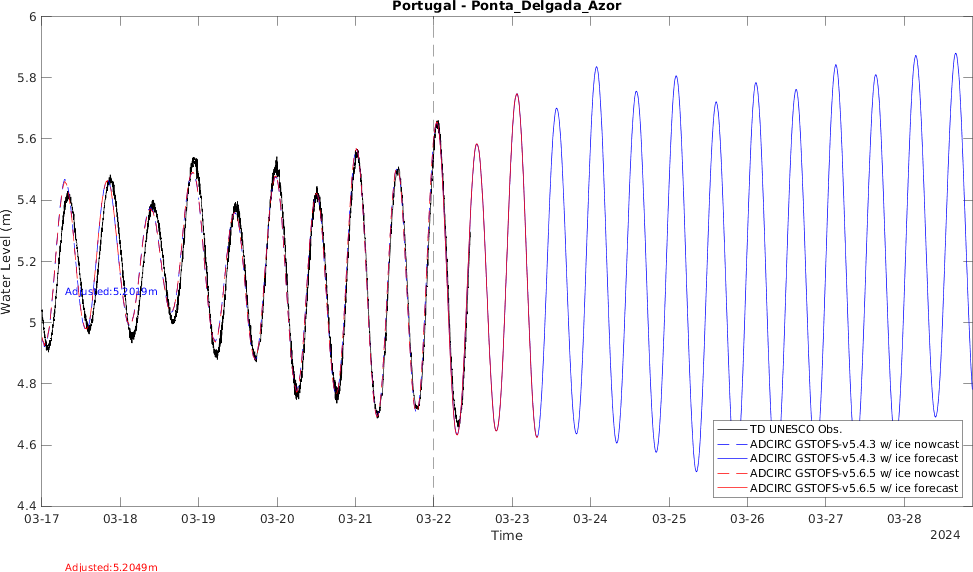 Portugal - Ponta_Delgada_Azor
6
5.8
5.6
5.4
5.2
5
4.8
4.6
4.4
Water Level (m)
Adjusted:5.2019m
TD UNESCO Obs.
ADCIRC GSTOFS-v5.4.3 w/ ice nowcast
ADCIRC GSTOFS-v5.4.3 w/ ice forecast
ADCIRC GSTOFS-v5.6.5 w/ ice nowcast
ADCIRC GSTOFS-v5.6.5 w/ ice forecast
03-17 03-18 03-19 03-20 03-21 03-22 03-23 03-24 03-25 03-26 03-27 03-28
Time
2024
Adjusted:5.2049m